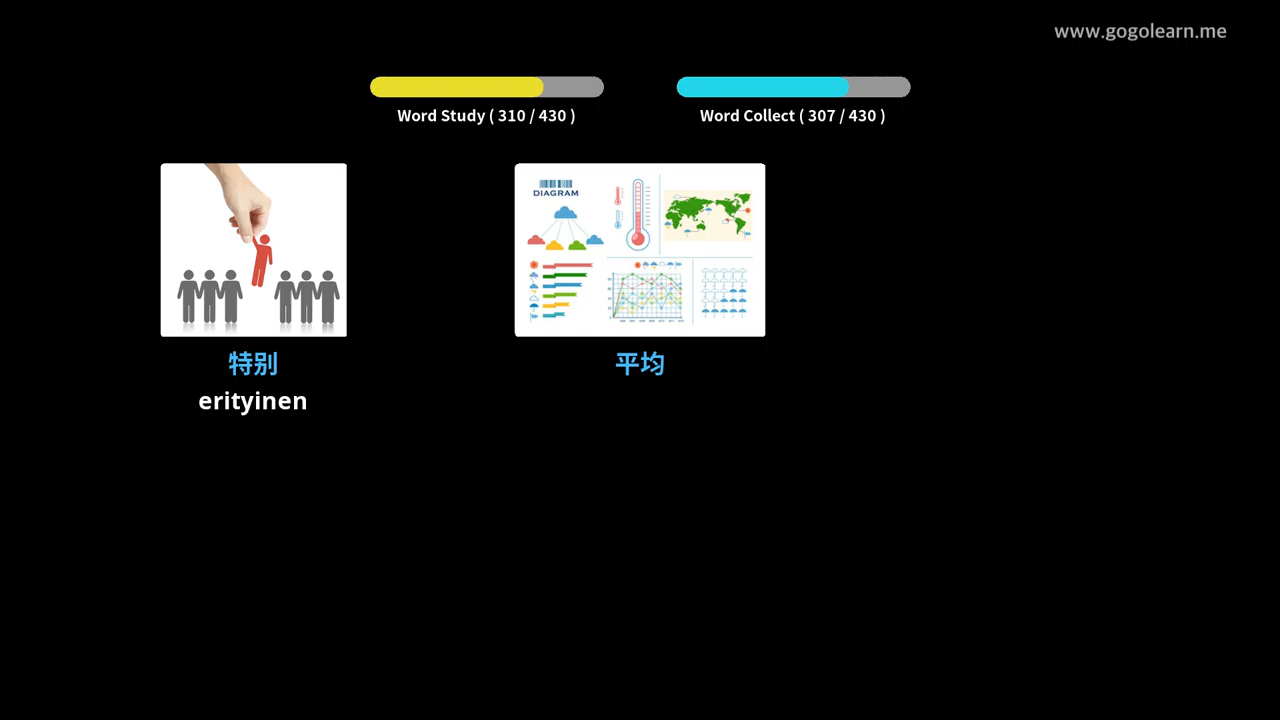 www.gogolearn.me
Word Study ( 310 / 430 )
Word Collect ( 307 / 430 )
DIAGRAM
特别
平均
erityinen